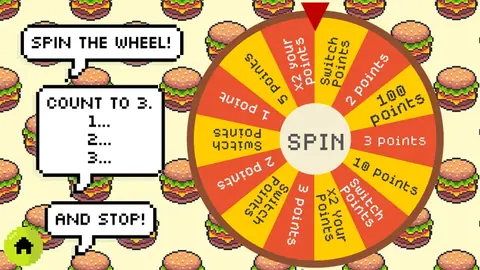 SPIN THE WHEEL!
COUNT TO 3.
1...
2...
3...
AND STOP!
SPIN
Switch
Points
2 points
100
points
3 points
10 points
Switch
Points
X2 Your
Points
3 points
Switch
Points
2 points
Switch
Points
1 point
5 points
X2 your
points